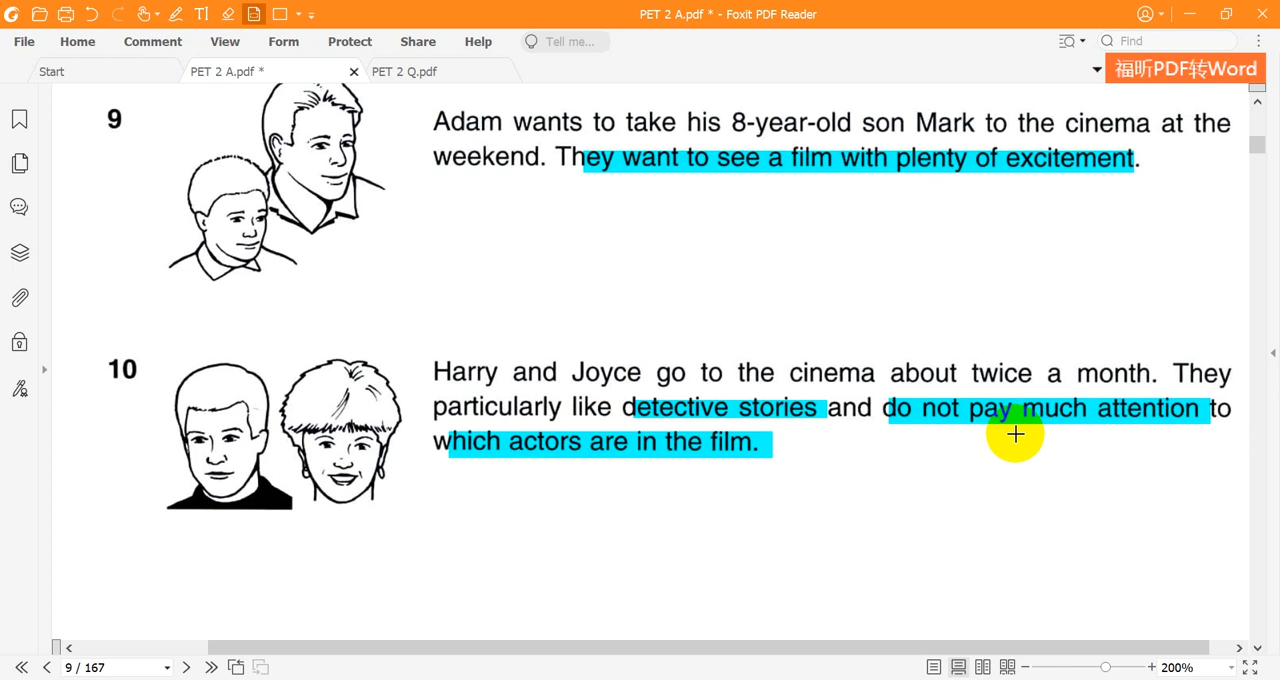 PET 2 A.pdf * - Foxit PDF Reader
File Home Comment View Form Protect Share Help Tell me... Find
Start PET 2 A.pdf * PET 2 Q.pdf 福昕PDF转Word
9
Adam wants to take his 8-year-old son Mark to the cinema at the
weekend. They want to see a film with plenty of excitement.
10
Harry and Joyce go to the cinema about twice a month. They
particularly like detective stories and do not pay much attention to
which actors are in the film.
9 / 167 200%